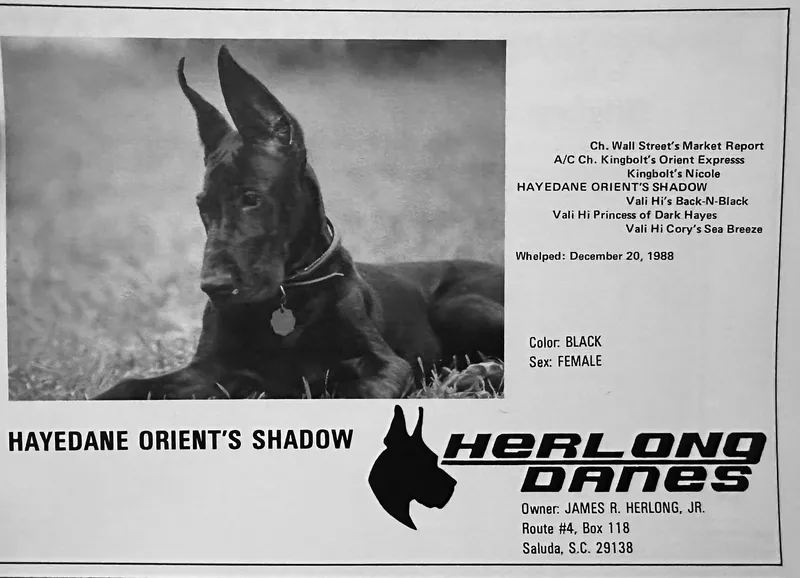 Ch. Wall Street's Market Report
A/C Ch. Kingbolt's Orient Expresss
Kingbolt's Nicole
HAYEDANE ORIENT'S SHADOW
Vali Hi's Back-N-Black
Vali Hi Princess of Dark Hayes
Vali Hi Cory's Sea Breeze
Whelped: December 20, 1988
Color: BLACK
Sex: FEMALE
HAYEDANE ORIENT'S SHADOW
HERLONG
DANES
Owner: JAMES R. HERLONG, JR.
Route #4, Box 118
Saluda, S.C. 29138